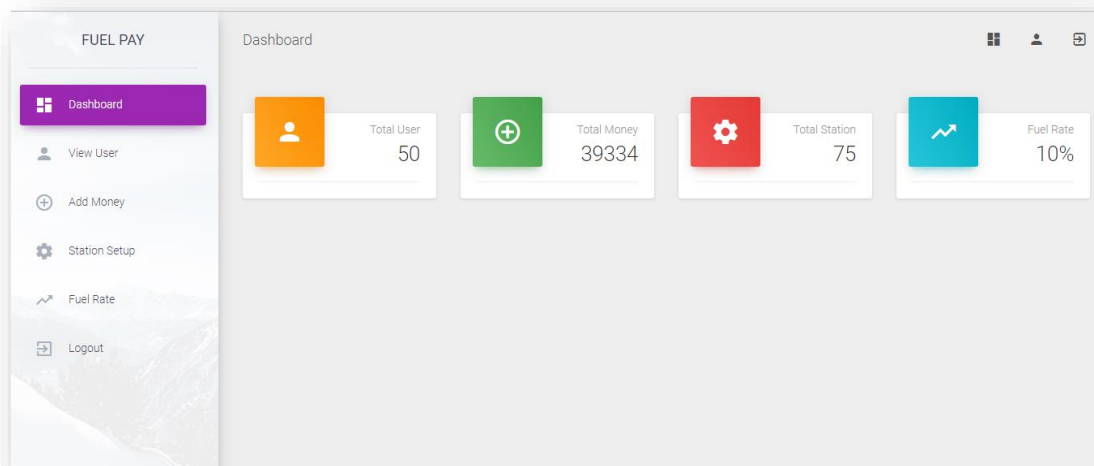 FUEL PAY
Dashboard
View User
Add Money
Station Setup
Fuel Rate
Logout
Dashboard
Total User
50
Total Money
39334
Total Station
75
Fuel Rate
10%